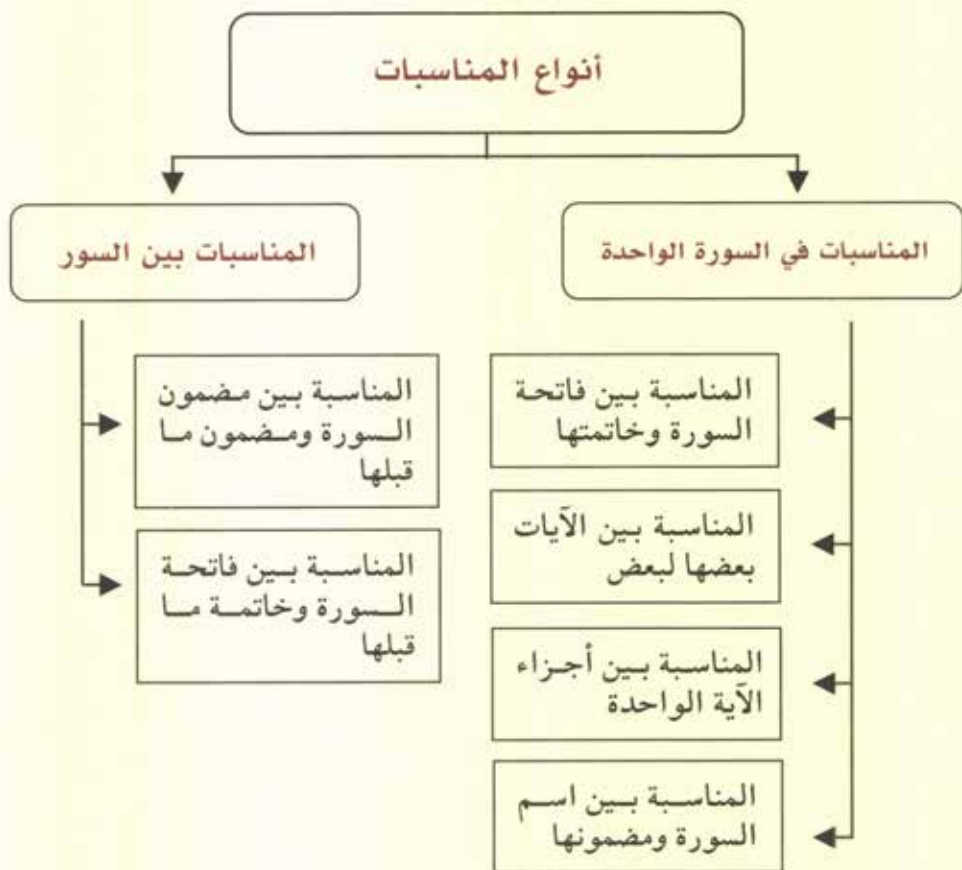 أنواع المناسبات
المناسبات في السورة الواحدة
المناسبة بين فاتحة
السورة وخاتمتها
المناسبة بين الآيات
بعضها لبعض
المناسبة بين أجزاء
الآية الواحدة
المناسبة بين اسم
السورة ومضمونها
المناسبات بين السور
المناسبة بين مضمون
السورة ومضمون ما
قبلها
المناسبة بين فاتحة
السورة وخاتمة ما
قبلها